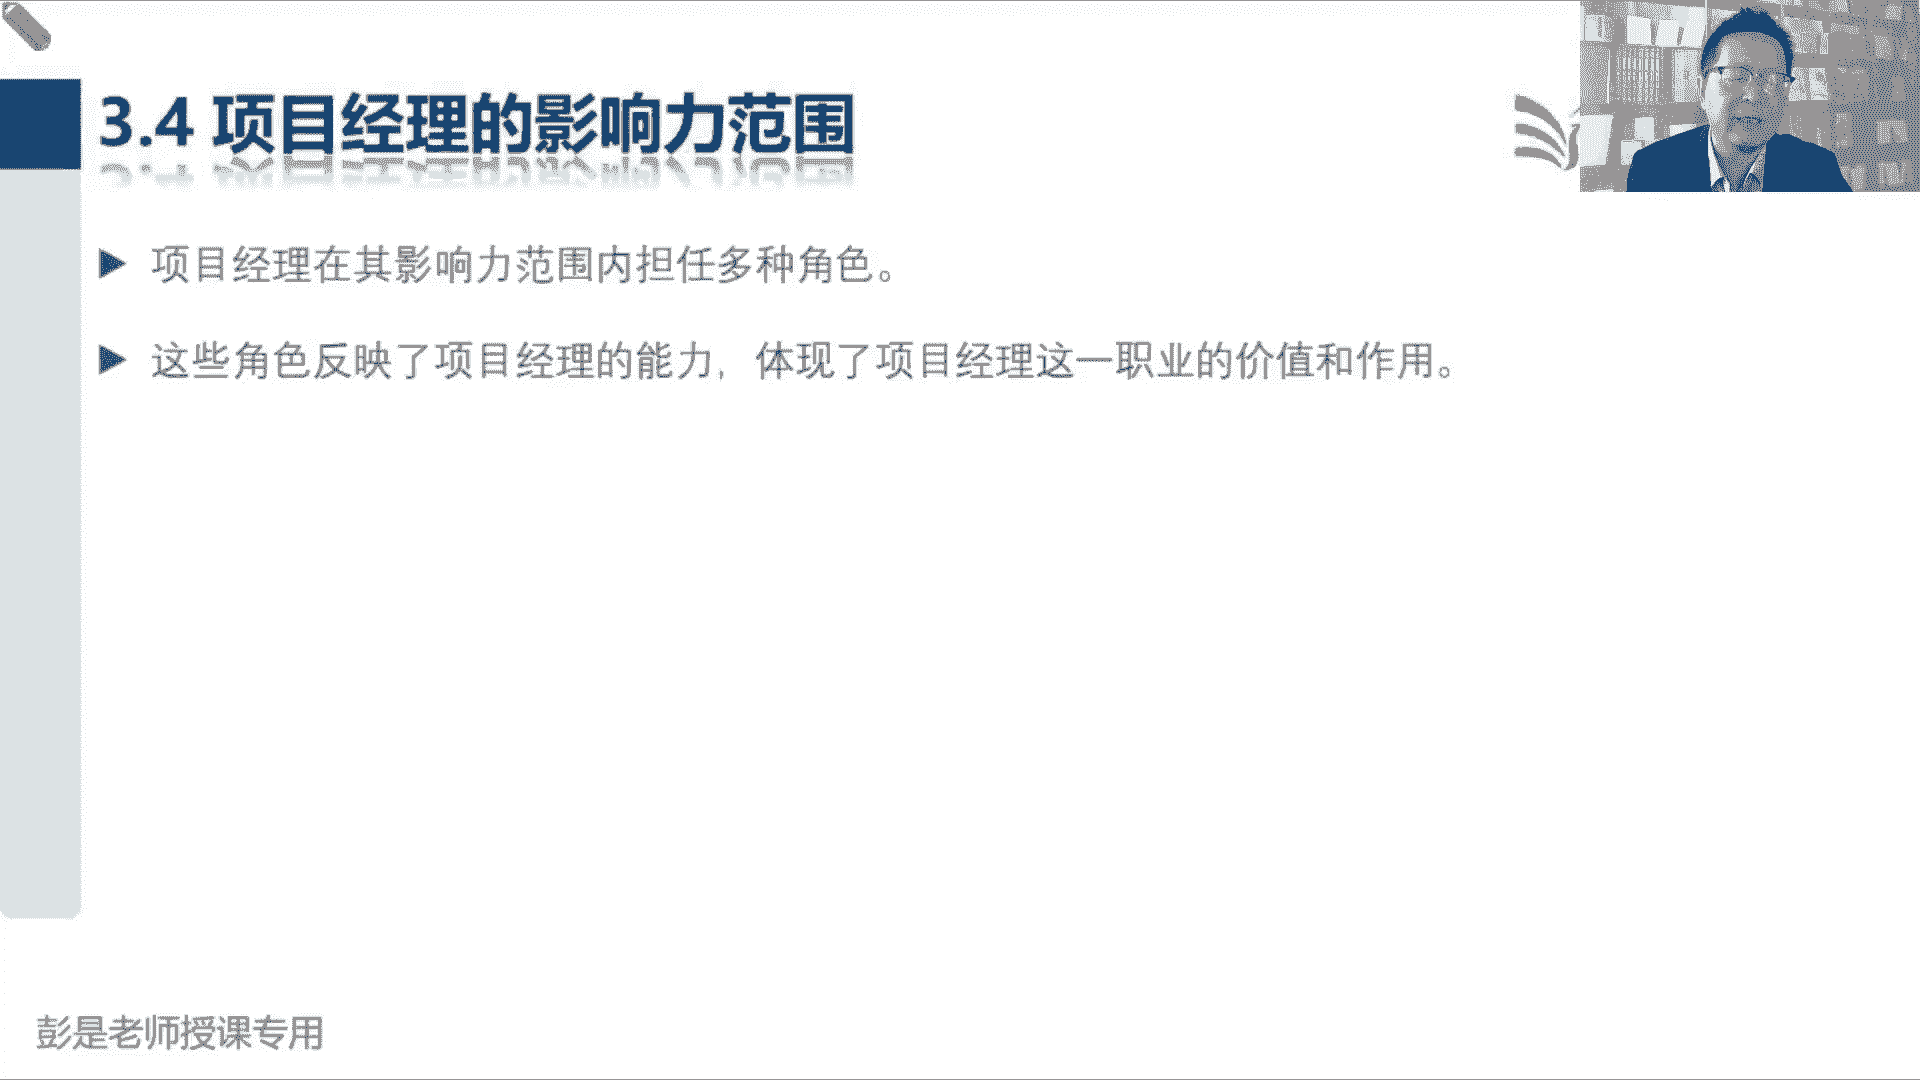 3.4 项目经理的影响力范围
项目经理在其影响力范围内担任多种角色。
这些角色反映了项目经理的能力，体现了项目经理这一职业的价值和作用。
彭是老师授课专用